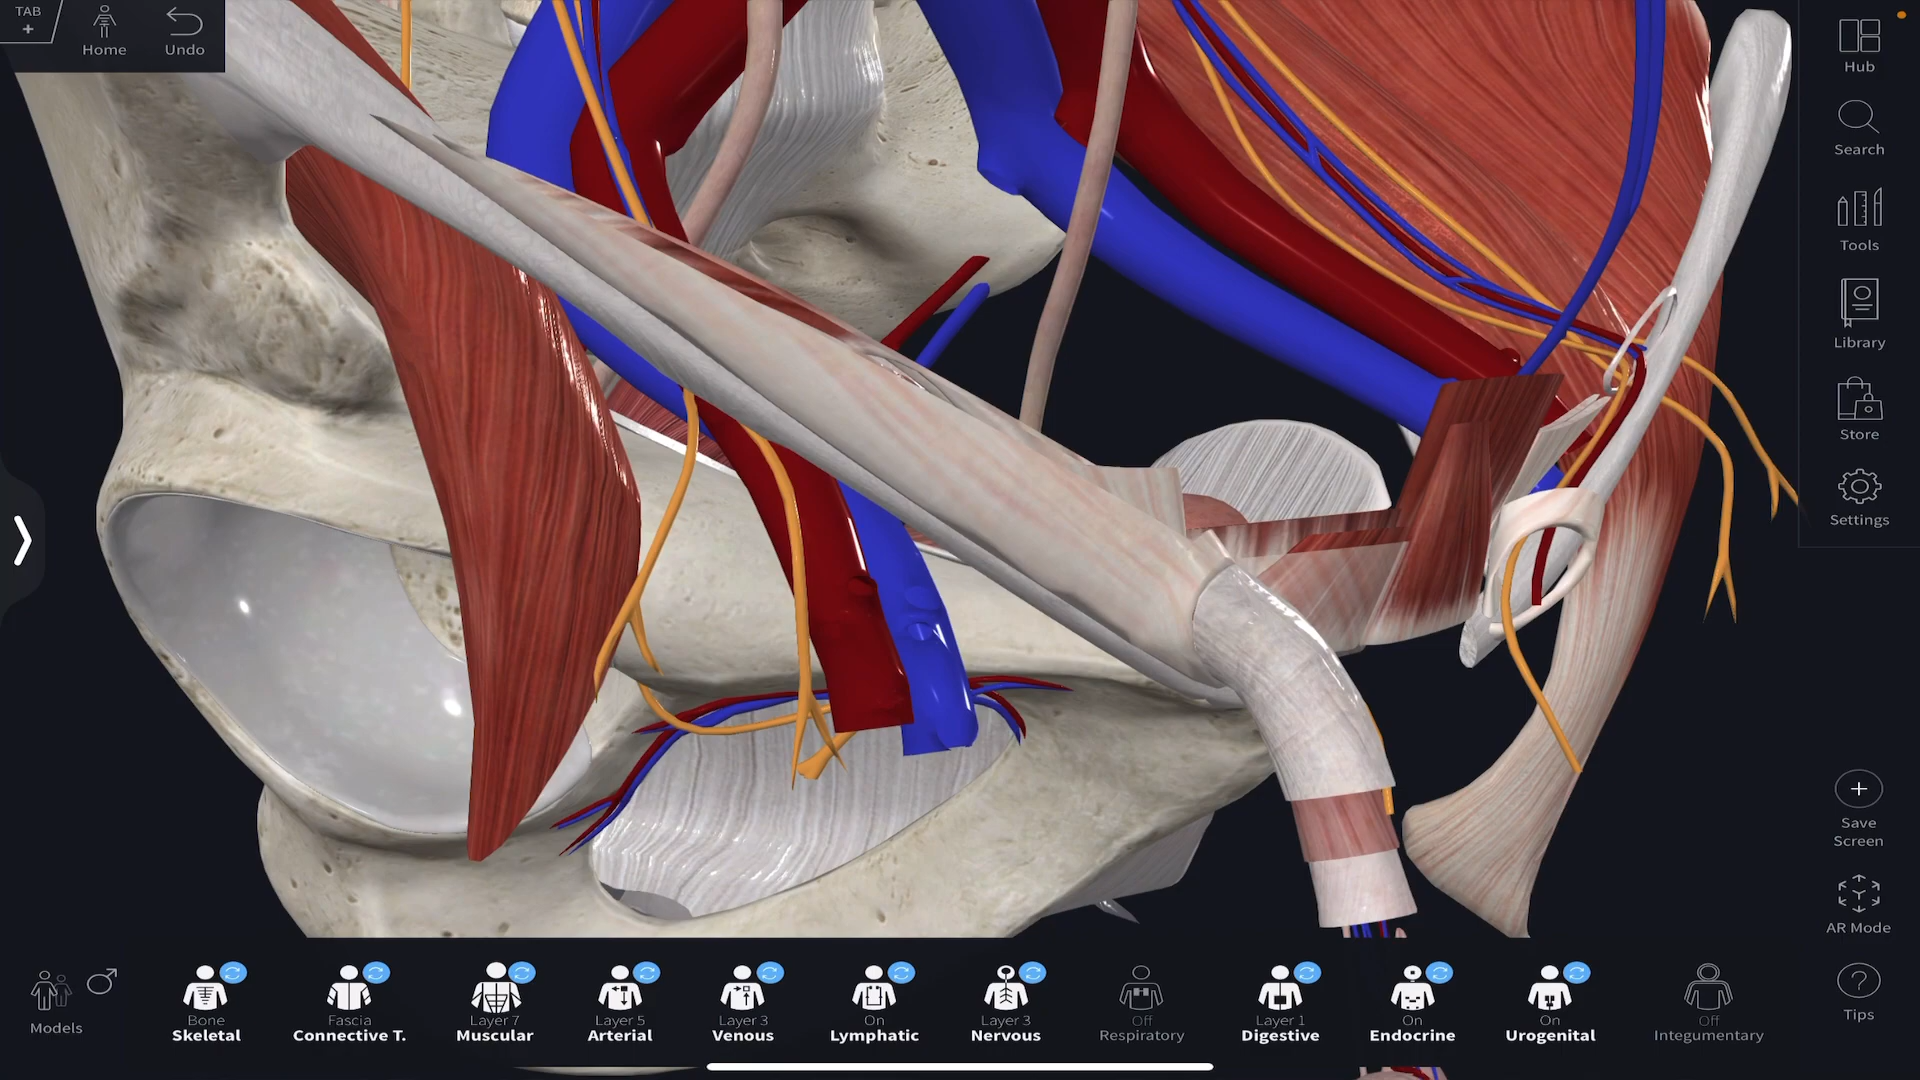 TAB
+
Home
Undo
Hub
Search
Tools
Library
Store
Settings
+
Save
Screen
AR Mode
?
Tips
Models
Bone
Skeletal
Fascia
Connective T.
Layer 7
Muscular
Layer 5
Arterial
Layer 3
Venous
On
Lymphatic
Layer 3
Nervous
Off
Respiratory
Layer 1
Digestive
On
Endocrine
On
Urogenital
Off
Integumentary